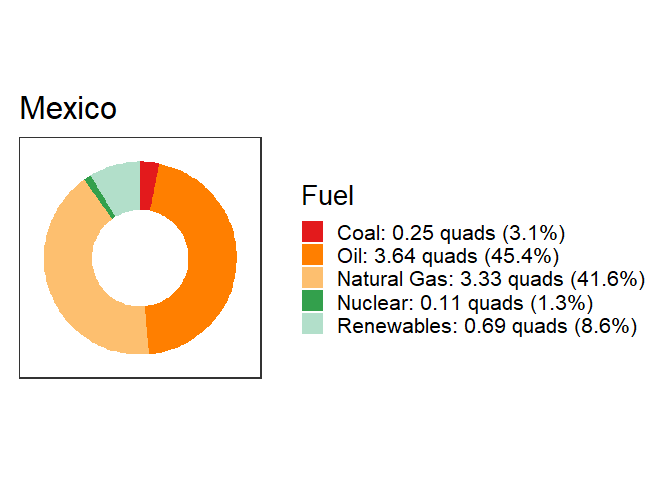 Mexico
Fuel
Coal: 0.25 quads (3.1%)
Oil: 3.64 quads (45.4%)
Natural Gas: 3.33 quads (41.6%)
Nuclear: 0.11 quads (1.3%)
Renewables: 0.69 quads (8.6%)